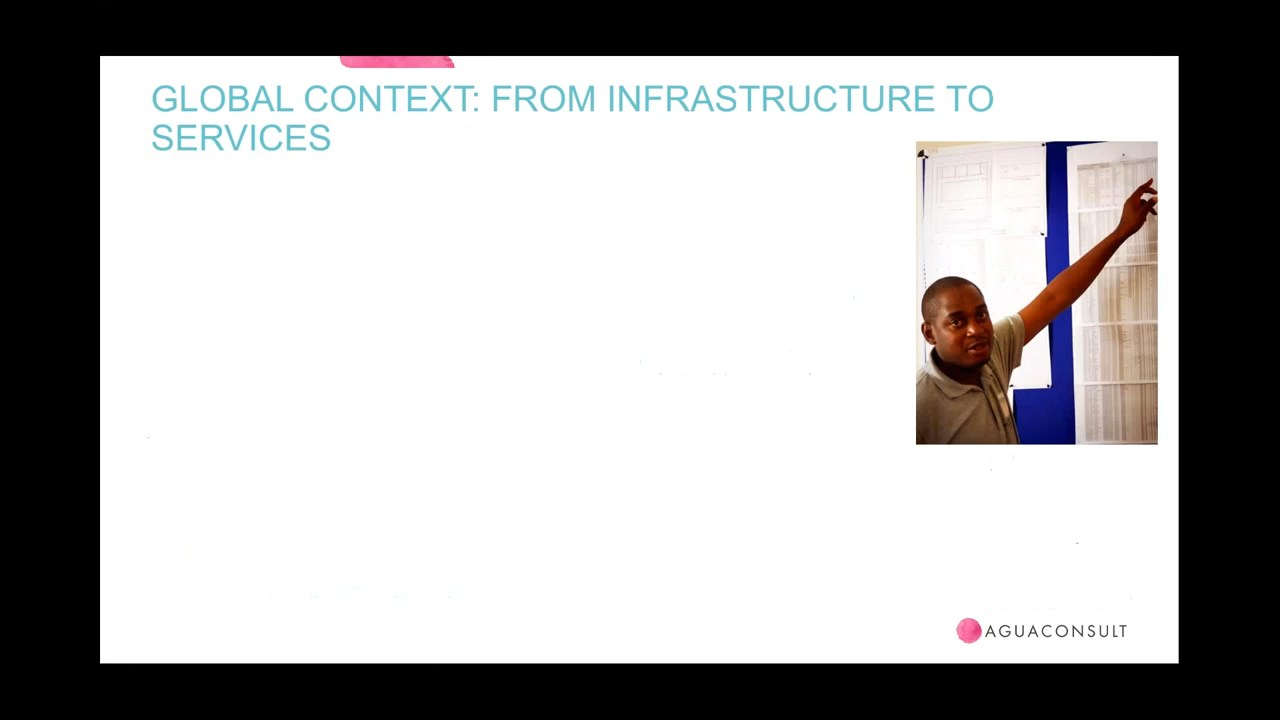 GLOBAL CONTEXT: FROM INFRASTRUCTURE TO
SERVICES
AGUACONSULT